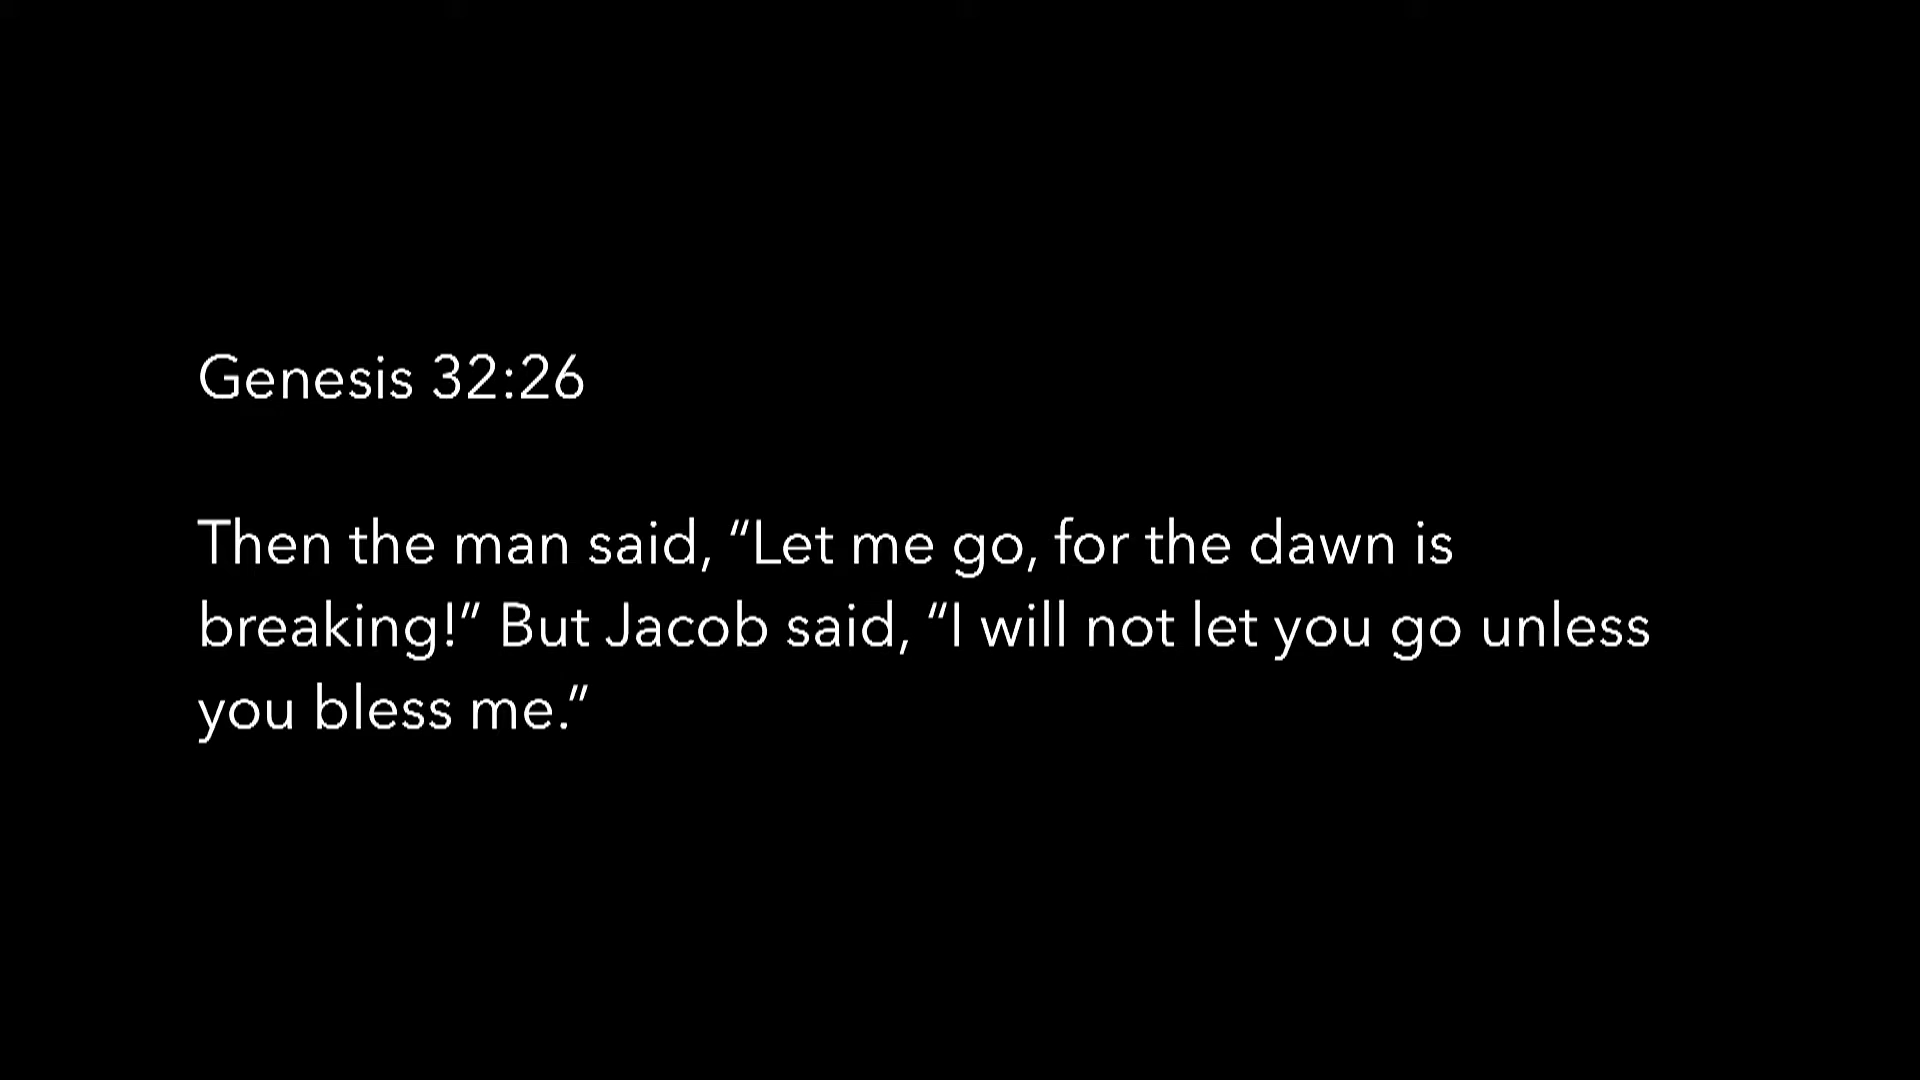 Genesis 32:26
Then the man said, “Let me go, for the dawn is
breaking!” But Jacob said, “I will not let you go unless
you bless me.”